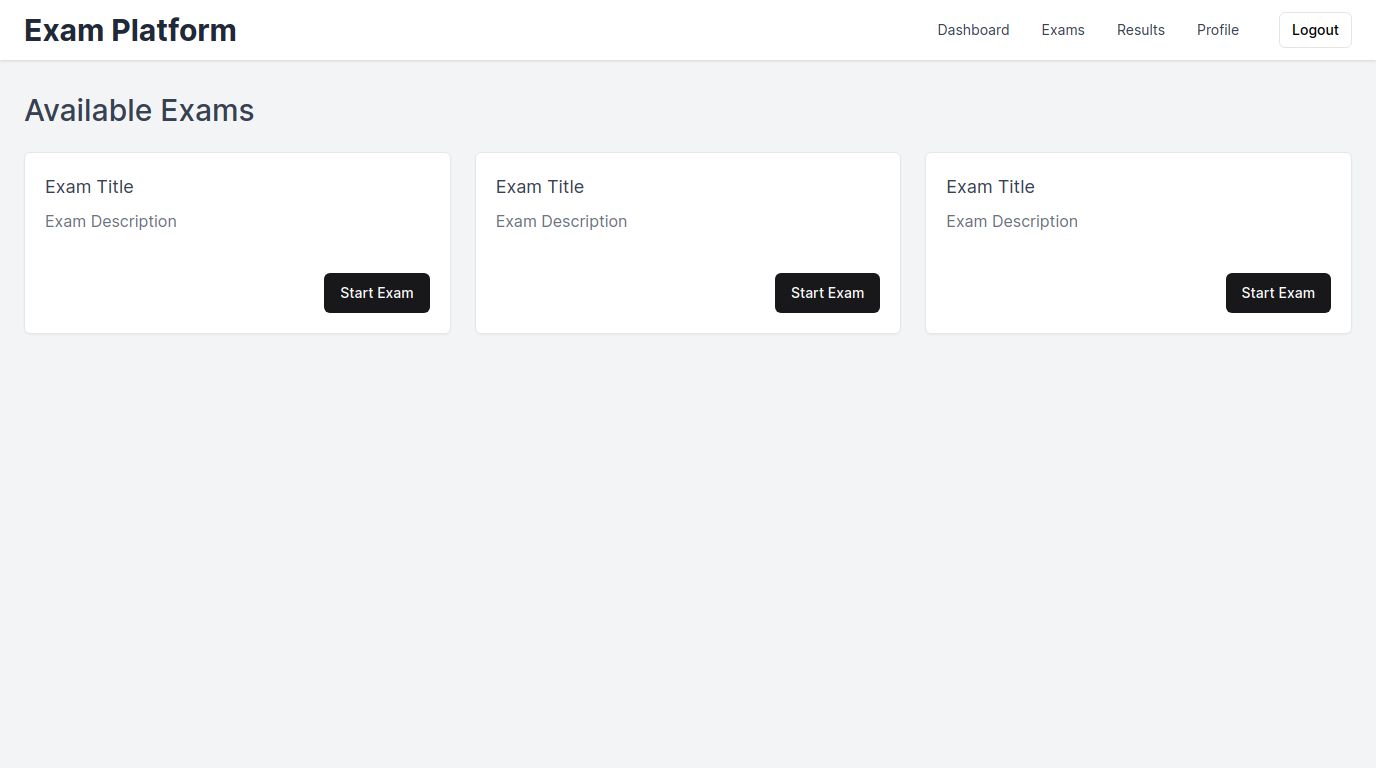 Exam Platform
Dashboard Exams Results Profile Logout
Available Exams
Exam Title
Exam Description
Start Exam
Exam Title
Exam Description
Start Exam
Exam Title
Exam Description
Start Exam